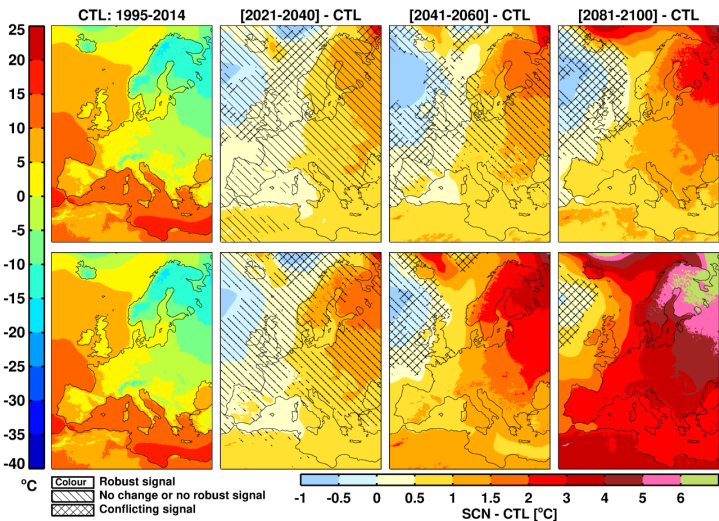 CTL: 1995-2014 [2021-2040] - CTL [2041-2060] - CTL [2081-2100] - CTL
25
20
15
10
5
0
-5
-10
-15
-20
-25
-30
-35
-40
°C
Colour Robust signal
No change or no robust signal
Conflicting signal
-1 -0.5 0 0.5 1 1.5 2 3 4 5 6
SCN - CTL [°C]